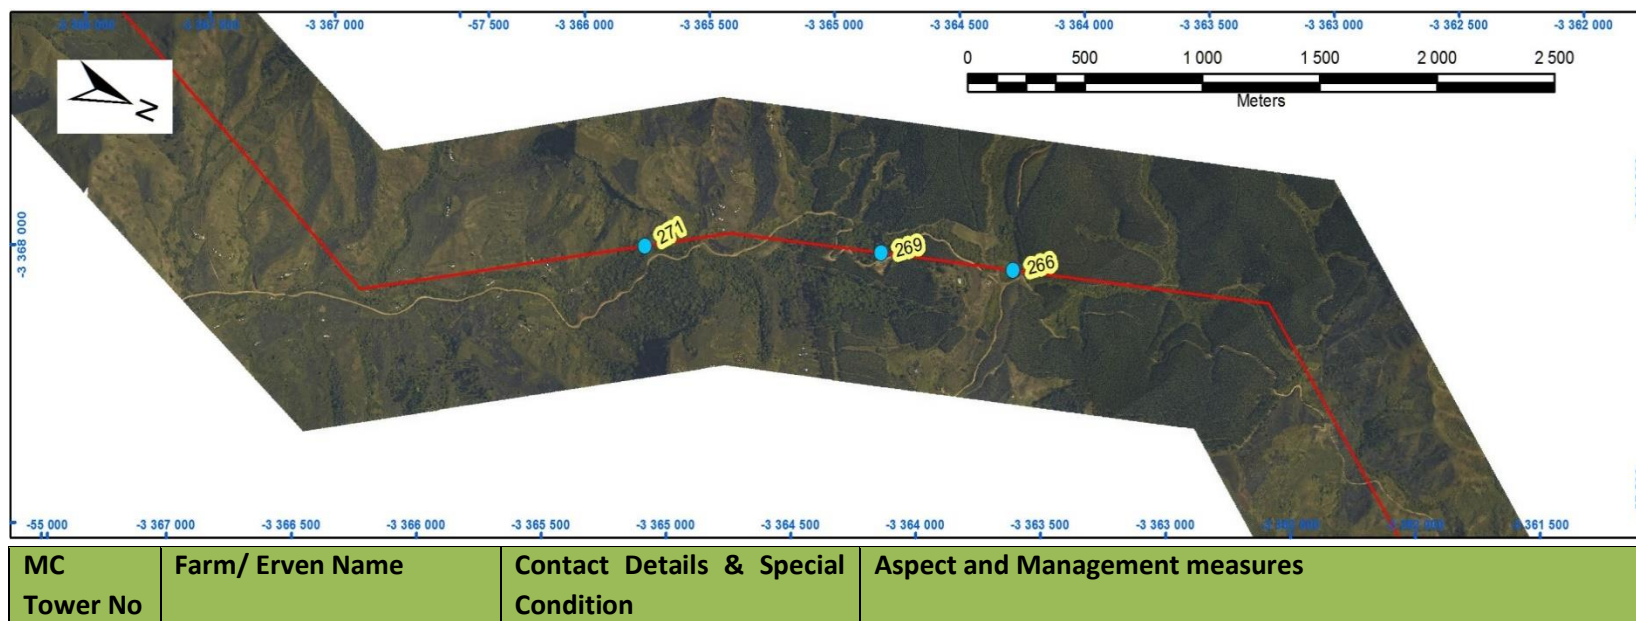 -3 367 000 -57 500 -3 366 000 -3 365 500 -3 365 000 -3 364 500 -3 364 000 -3 363 500 -3 363 000 -3 362 500 -3 362 000
0 500 1 000 1 500 2 000 2 500
Meters
N
271
269
266
-3 368 000
-55 000 -3 367 000 -3 366 500 -3 366 000 -3 365 500 -3 365 000 -3 364 500 -3 364 000 -3 363 500 -3 363 000 -3 361 500
MC Farm/ Erven Name Contact Details & Special Aspect and Management measures
Tower No Condition